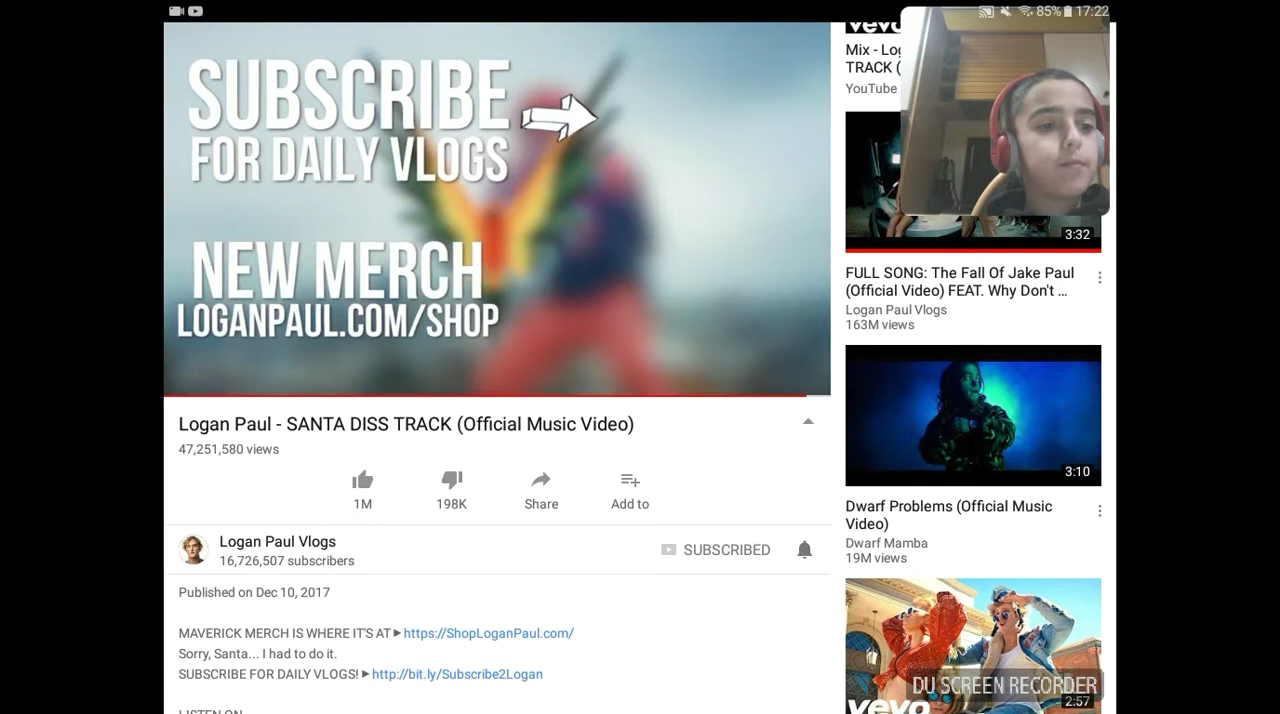 85% 17:22
SUBSCRIBE
FOR DAILY VLOGS
NEW MERCH
LOGANPAUL.COM/SHOP
Logan Paul - SANTA DISS TRACK (Official Music Video)
47,251,580 views
1M
198K
Share
Add to
Logan Paul Vlogs
16,726,507 subscribers
SUBSCRIBED
Published on Dec 10, 2017
MAVERICK MERCH IS WHERE IT'S AT ► https://ShopLoganPaul.com/
Sorry, Santa... I had to do it.
SUBSCRIBE FOR DAILY VLOGS! ► http://bit.ly/Subscribe2Logan
LISTEN ON
vevo
Mix - Log
TRACK (
YouTube
3:32
FULL SONG: The Fall Of Jake Paul
(Official Video) FEAT. Why Don't ...
Logan Paul Vlogs
163M views
3:10
Dwarf Problems (Official Music
Video)
Dwarf Mamba
19M views
DU SCREEN RECORDER
vevo
2:57